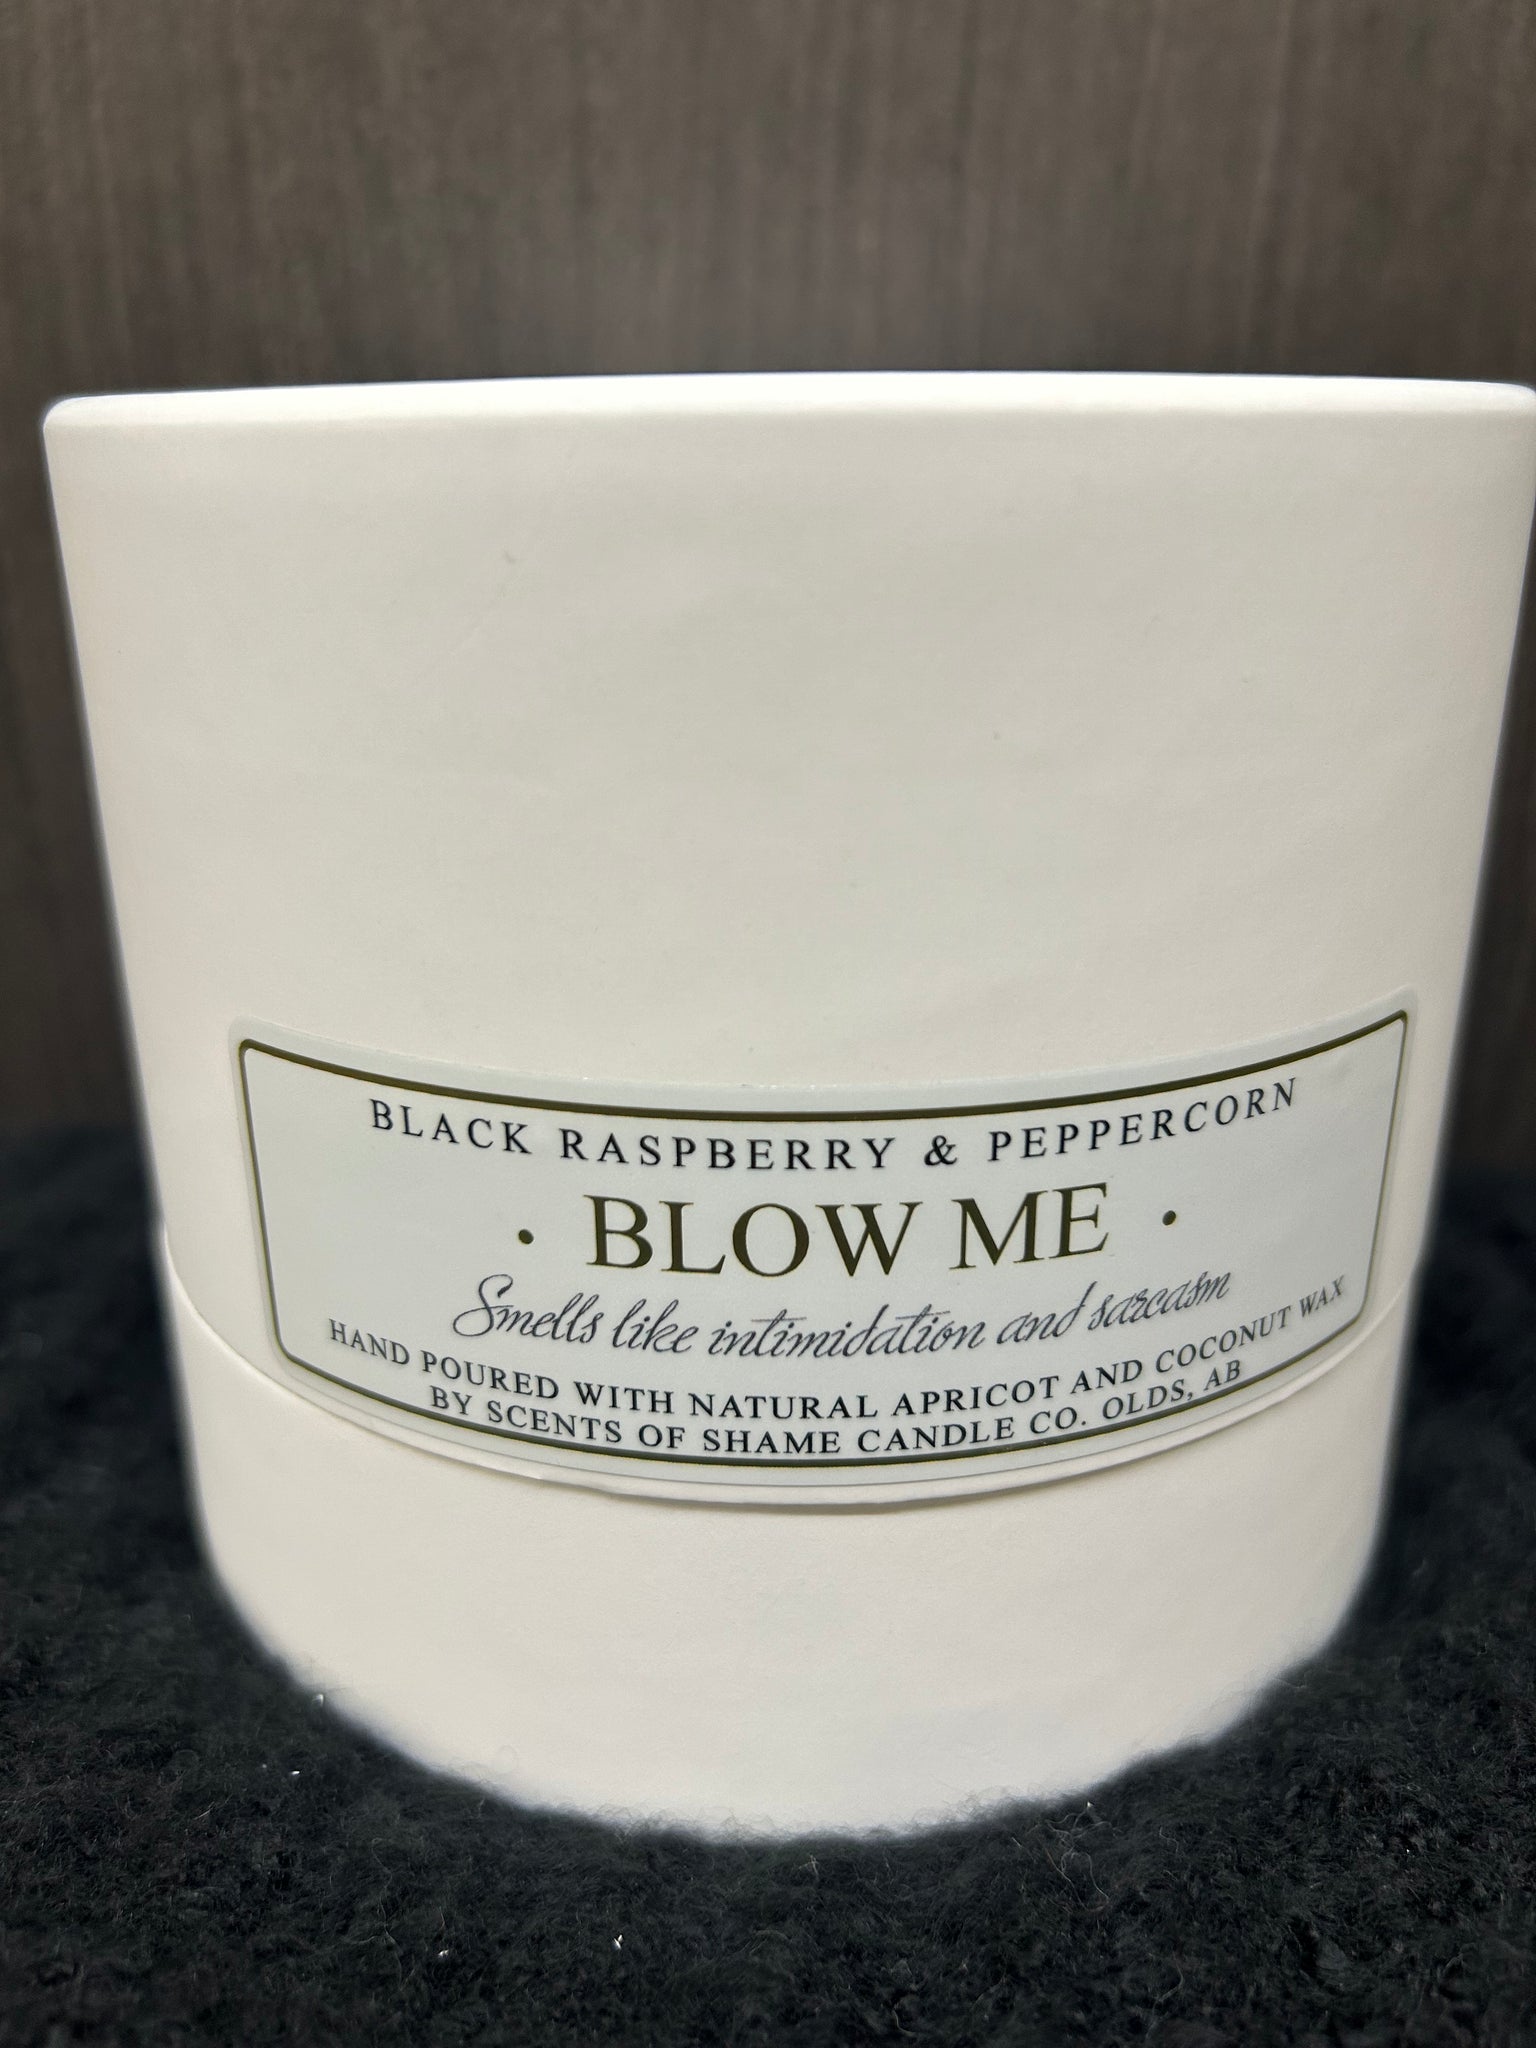 BLACK RASPBERRY & PEPPERCORN
• BLOW ME •
Smells like intimidation and sarcasm
HAND POURED WITH NATURAL APRICOT AND COCONUT WAX
BY SCENTS OF SHAME CANDLE CO. OLDS, AB